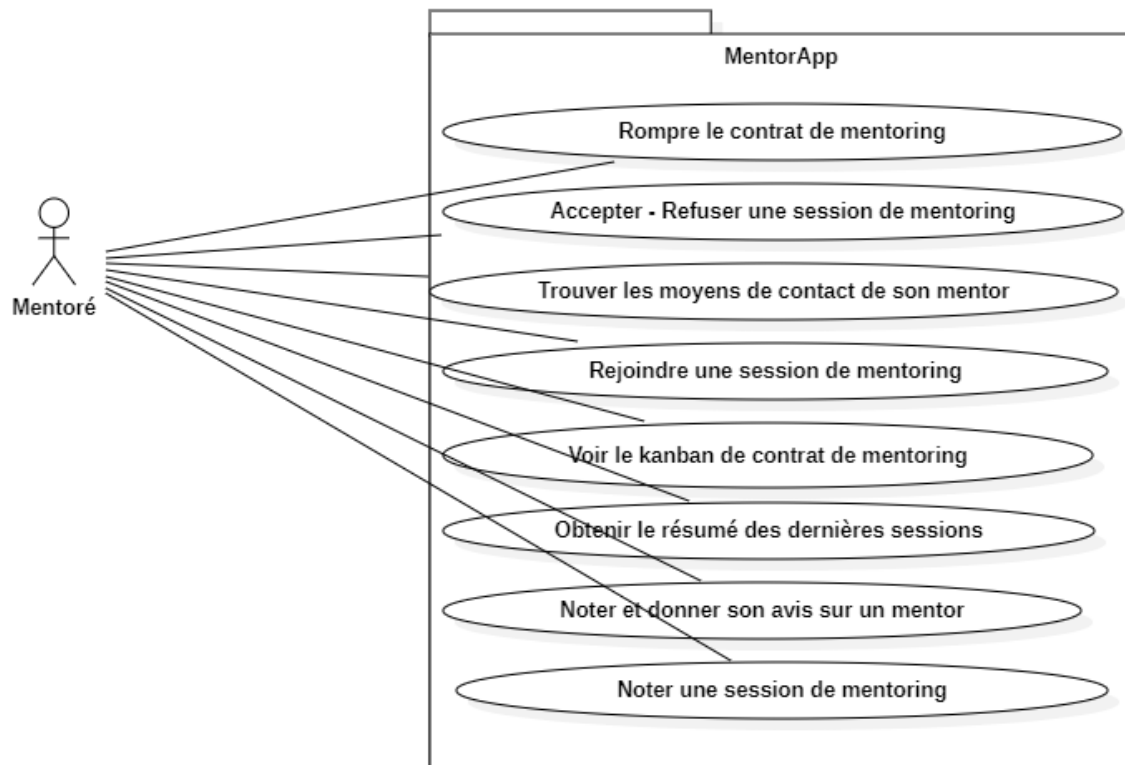 MentorApp
Rompre le contrat de mentoring
Accepter - Refuser une session de mentoring
Mentoré
Trouver les moyens de contact de son mentor
Rejoindre une session de mentoring
Voir le kanban de contrat de mentoring
Obtenir le résumé des dernières sessions
Noter et donner son avis sur un mentor
Noter une session de mentoring